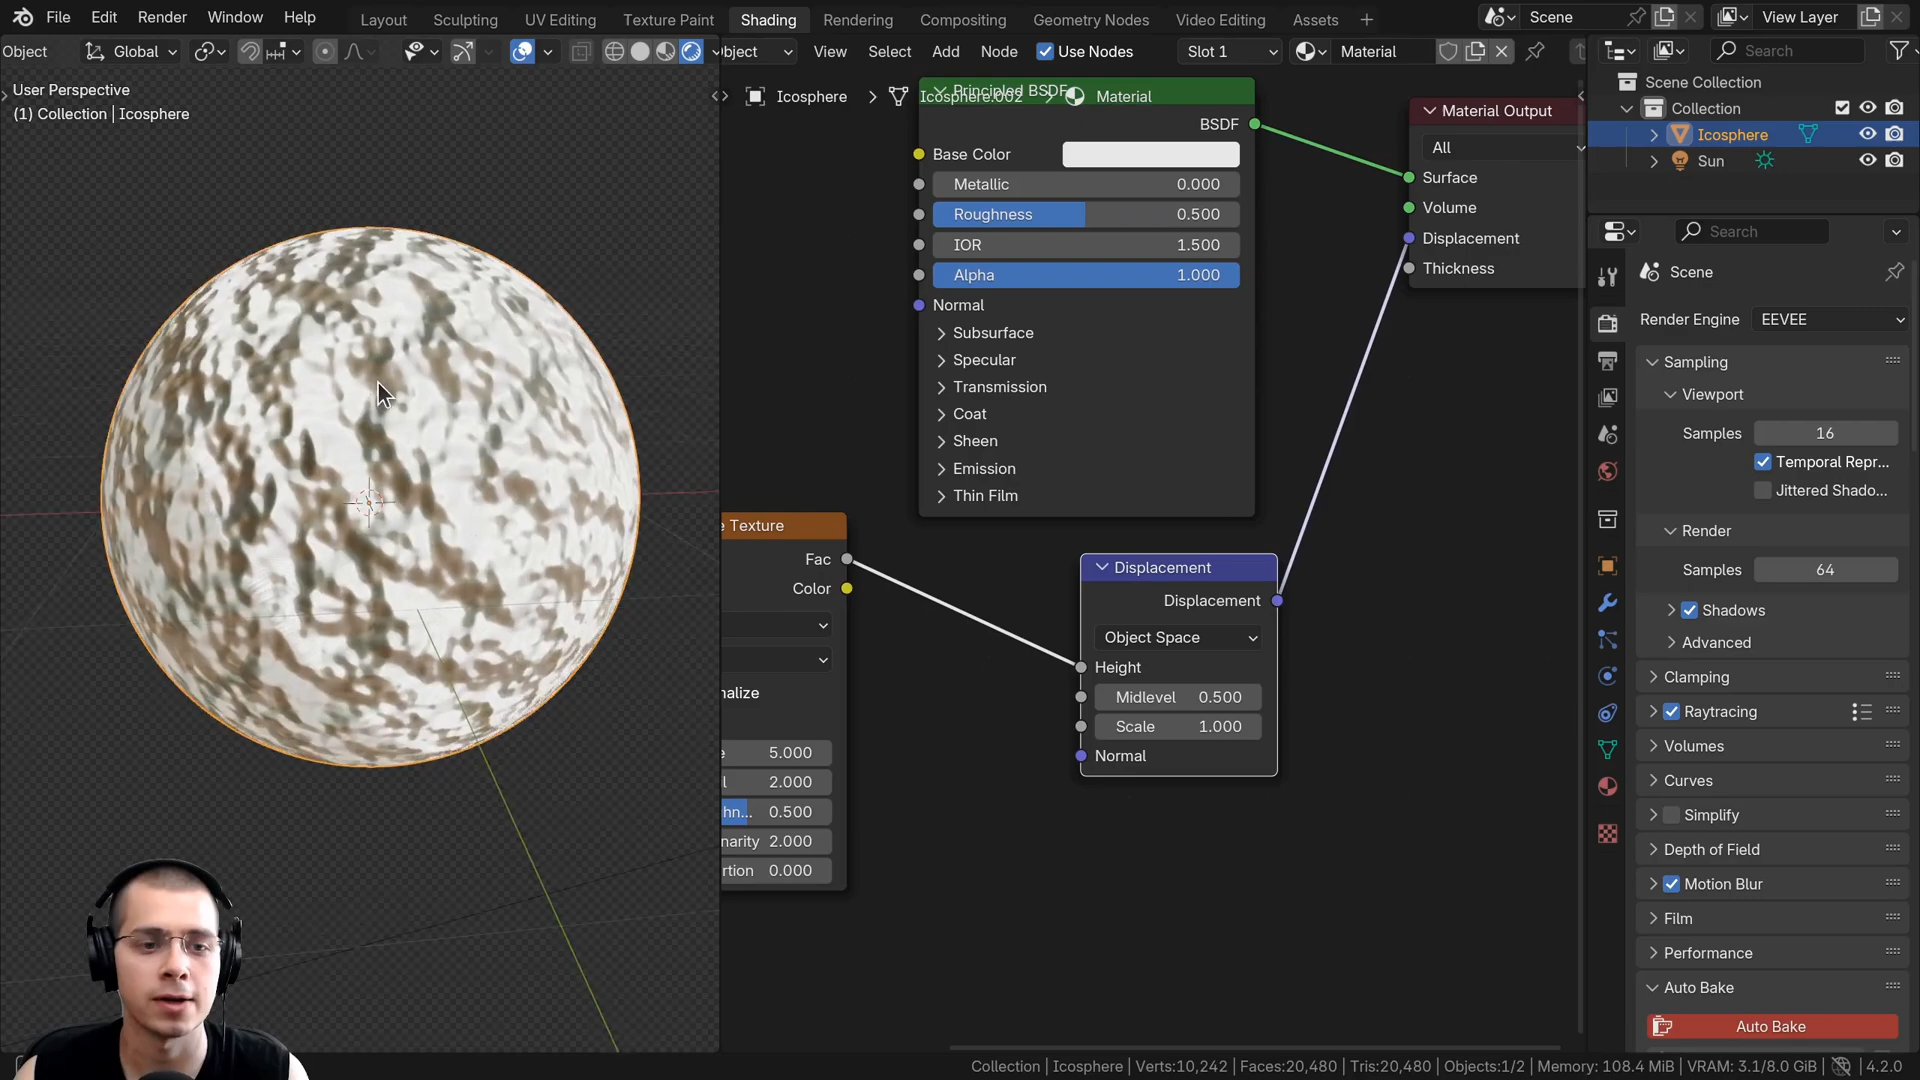 File Edit Render Window Help Layout Sculpting UV Editing Texture Paint Shading Rendering Compositing Geometry Nodes Video Editing Assets Scene View Layer
Object Global bject View Select Add Node Use Nodes Slot 1 Material Search
User Perspective
(1) Collection | Icosphere
Icosphere Icosphere.002 Material
Principled BSDF
BSDF
Base Color
Metallic 0.000
Roughness 0.500
IOR 1.500
Alpha 1.000
Normal
Subsurface
Specular
Transmission
Coat
Sheen
Emission
Thin Film
Material Output
All
Surface
Volume
Displacement
Thickness
e Texture
Fac
Color
alize
e 5.000
l 2.000
hn... 0.500
narity 2.000
rtion 0.000
Displacement
Displacement
Object Space
Height
Midlevel 0.500
Scale 1.000
Normal
Scene Collection
Collection
Icosphere
Sun
Search
Scene
Render Engine EEVEE
Sampling
Viewport
Samples 16
Temporal Repr...
Jittered Shado...
Render
Samples 64
Shadows
Advanced
Clamping
Raytracing
Volumes
Curves
Simplify
Depth of Field
Motion Blur
Film
Performance
Auto Bake
Auto Bake
Collection | Icosphere | Verts:10,242 | Faces:20,480 | Tris:20,480 | Objects:1/2 | Memory: 108.4 MiB | VRAM: 3.1/8.0 GiB | 4.2.0